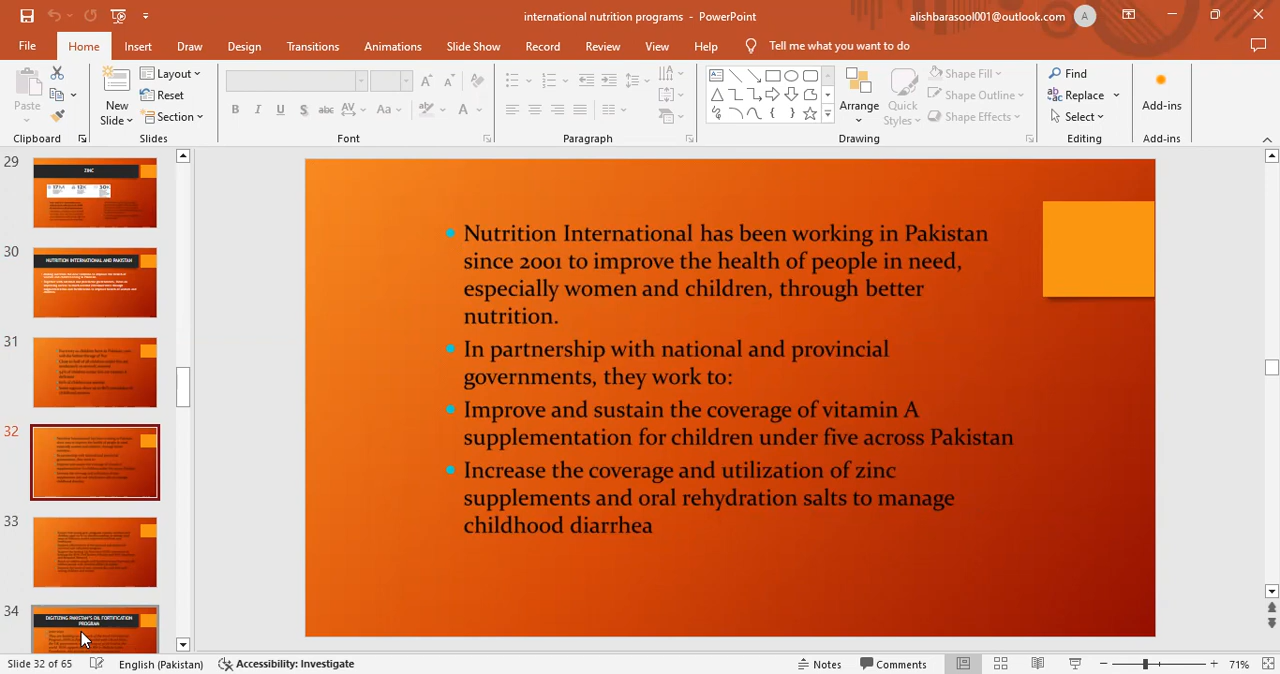 international nutrition programs - PowerPoint
alishbarasool001@outlook.com
A
File
Home
Insert
Draw
Design
Transitions
Animations
Slide Show
Record
Review
View
Help
Tell me what you want to do
Paste
New
Slide
Layout
Reset
Section
Clipboard
Slides
Font
Paragraph
Arrange
Quick
Styles
Shape Fill
Shape Outline
Shape Effects
Drawing
Find
Replace
Select
Editing
Add-ins
Add-ins
29
ZINC
30
NUTRITION INTERNATIONAL AND PAKISTAN
31
32
33
34
DIGITIZING PAKISTAN'S OIL FORTIFICATION
PROGRAM
Nutrition International has been working in Pakistan
since 2001 to improve the health of people in need,
especially women and children, through better
nutrition.
In partnership with national and provincial
governments, they work to:
Improve and sustain the coverage of vitamin A
supplementation for children under five across Pakistan
Increase the coverage and utilization of zinc
supplements and oral rehydration salts to manage
childhood diarrhea
Slide 32 of 65
English (Pakistan)
Accessibility: Investigate
Notes
Comments
71%